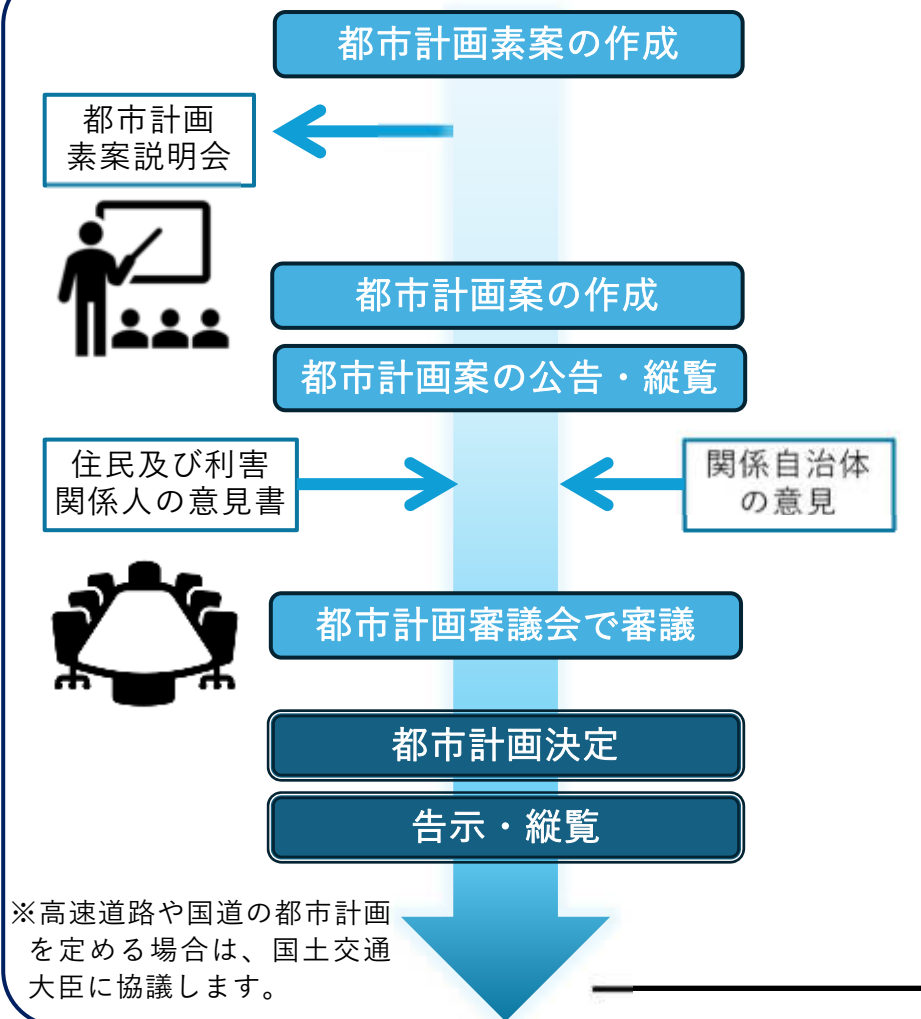 都市計画素案の作成
都市計画
素案説明会
都市計画案の作成
都市計画案の公告・縦覧
住民及び利害
関係人の意見書
関係自治体
の意見
都市計画審議会で審議
都市計画決定
告示・縦覧
※高速道路や国道の都市計画
を定める場合は、国土交通
大臣に協議します。